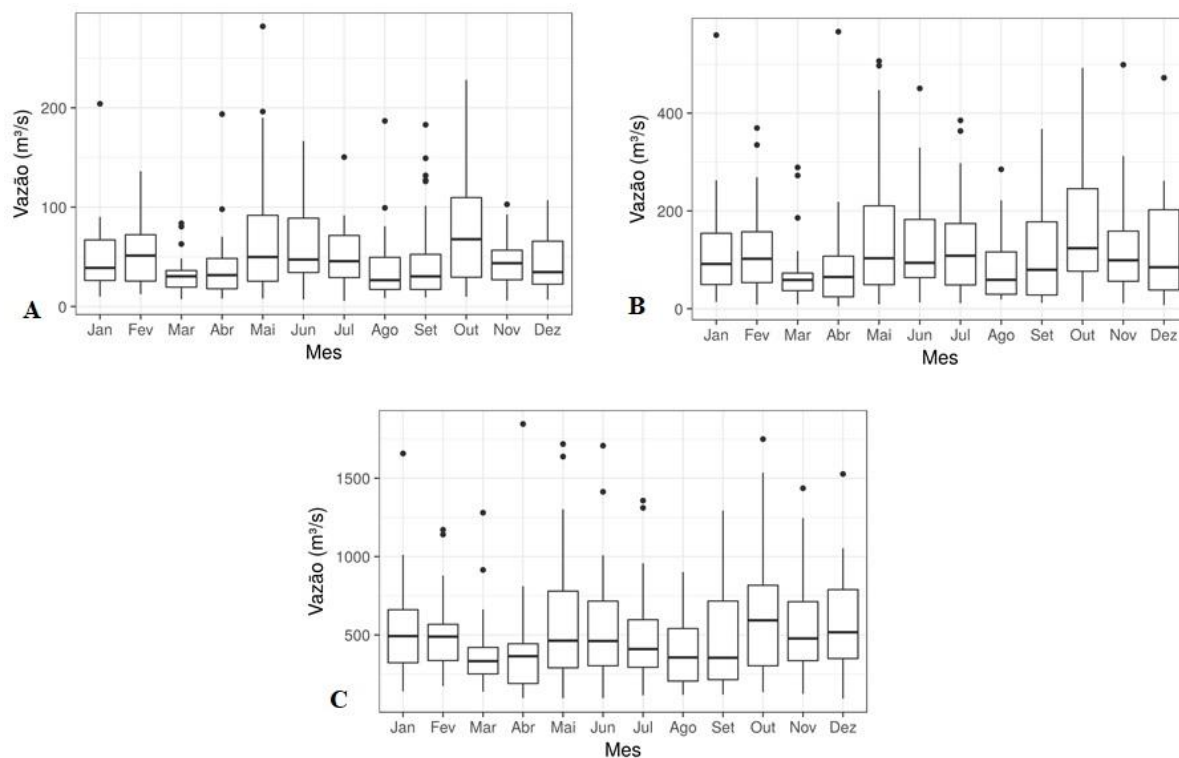 Vazão (m³/s)
200
100
0
Jan Fev Mar Abr Mai Jun Jul Ago Set Out Nov Dez
Mes
A
Vazão (m³/s)
400
200
0
Jan Fev Mar Abr Mai Jun Jul Ago Set Out Nov Dez
Mes
B
Vazão (m³/s)
1500
1000
500
Jan Fev Mar Abr Mai Jun Jul Ago Set Out Nov Dez
Mes
C